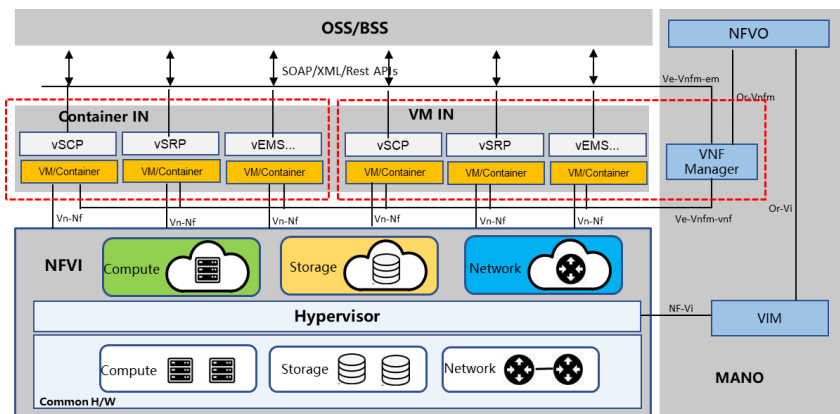 OSS/BSS
NFVO
SOAP/XML/Rest APIs
Ve-Vnfm-em
Or-Vnfm
Container IN
VM IN
vSCP
vSRP
vEMS...
vSCP
vSRP
vEMS...
VM/Container
VM/Container
VM/Container
VM/Container
VM/Container
VM/Container
VNF
Manager
Vn-Nf
Vn-Nf
Vn-Nf
Vn-Nf
Vn-Nf
Vn-Nf
Ve-Vnfm-vnf
Or-Vi
NFVI
Compute
Storage
Network
Hypervisor
NF-Vi
VIM
Compute
Storage
Network
Common H/W
MANO